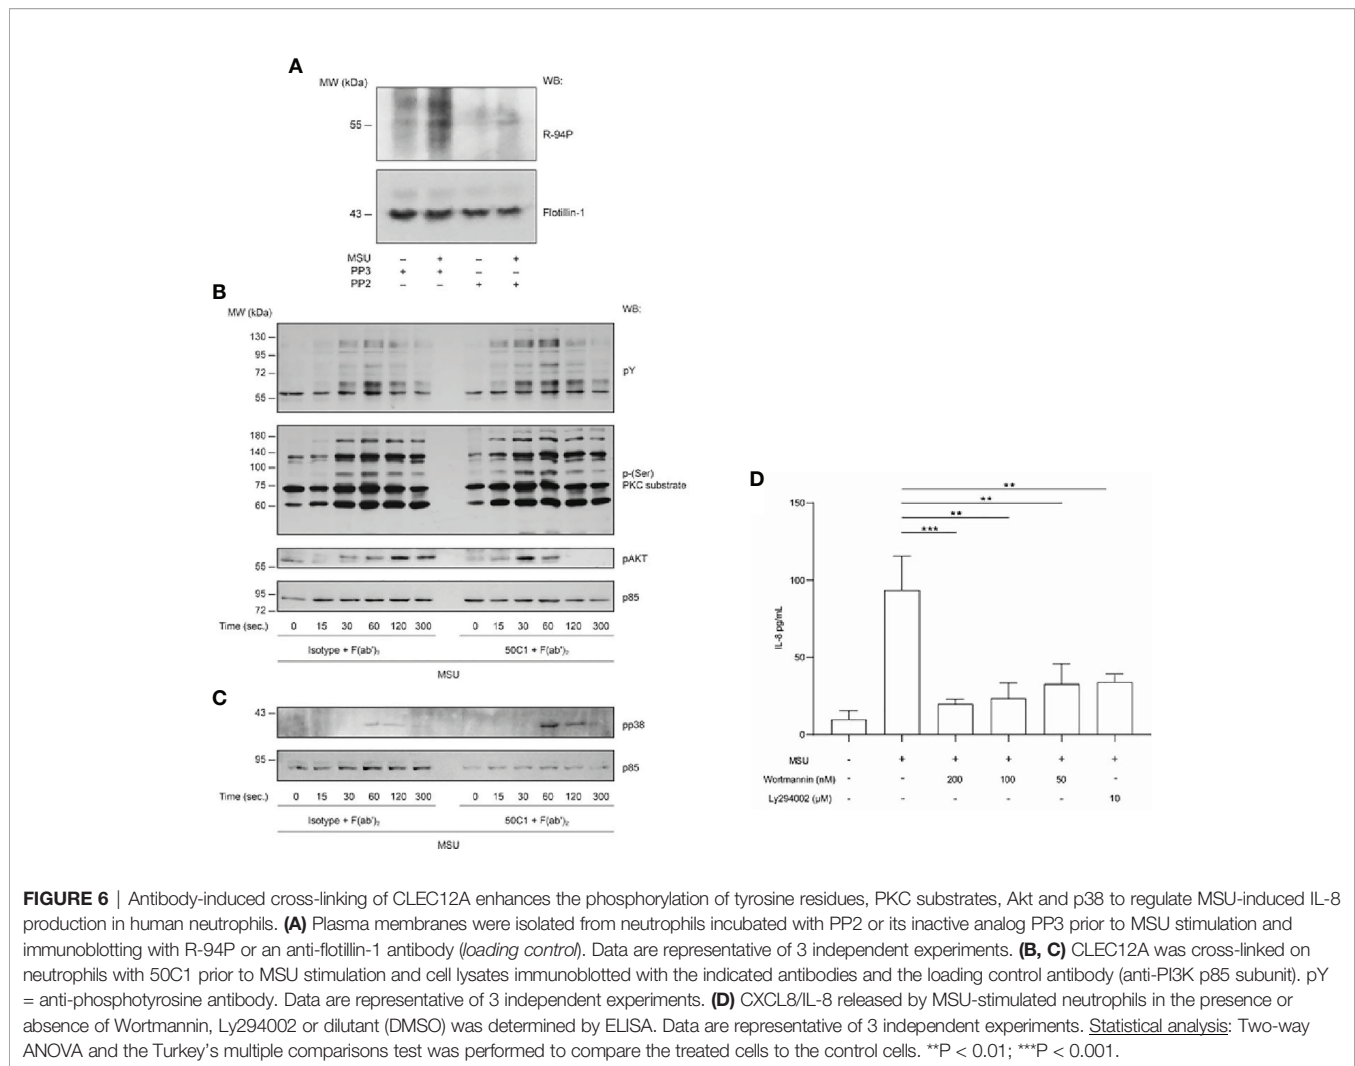 A
MW (kDa)
WB:
55
R-94P
43
Flotillin-1
MSU – + – +
PP3 + + – –
PP2 – – + +
B
MW (kDa)
WB:
130
95
72
55
pY
180
140
100
75
60
p-(Ser)
PKC substrate
55
pAKT
95
72
p85
Time (sec.) 0 15 30 60 120 300 0 15 30 60 120 300
Isotype + F(ab')₂ 50C1 + F(ab')₂
MSU
C
43
pp38
95
p85
Time (sec.) 0 15 30 60 120 300 0 15 30 60 120 300
Isotype + F(ab')₂ 50C1 + F(ab')₂
MSU
D
150
100
50
0
IL-8 pg/mL
**
**
**
***
MSU - + + + + +
Wortmannin (nM) - - 200 100 50 -
Ly294002 (µM) - - - - - 10
FIGURE 6 | Antibody-induced cross-linking of CLEC12A enhances the phosphorylation of tyrosine residues, PKC substrates, Akt and p38 to regulate MSU-induced IL-8
production in human neutrophils. (A) Plasma membranes were isolated from neutrophils incubated with PP2 or its inactive analog PP3 prior to MSU stimulation and
immunoblotting with R-94P or an anti-flotillin-1 antibody (loading control). Data are representative of 3 independent experiments. (B, C) CLEC12A was cross-linked on
neutrophils with 50C1 prior to MSU stimulation and cell lysates immunoblotted with the indicated antibodies and the loading control antibody (anti-PI3K p85 subunit). pY
= anti-phosphotyrosine antibody. Data are representative of 3 independent experiments. (D) CXCL8/IL-8 released by MSU-stimulated neutrophils in the presence or
absence of Wortmannin, Ly294002 or dilutant (DMSO) was determined by ELISA. Data are representative of 3 independent experiments. Statistical analysis: Two-way
ANOVA and the Turkey's multiple comparisons test was performed to compare the treated cells to the control cells. **P < 0.01; ***P < 0.001.